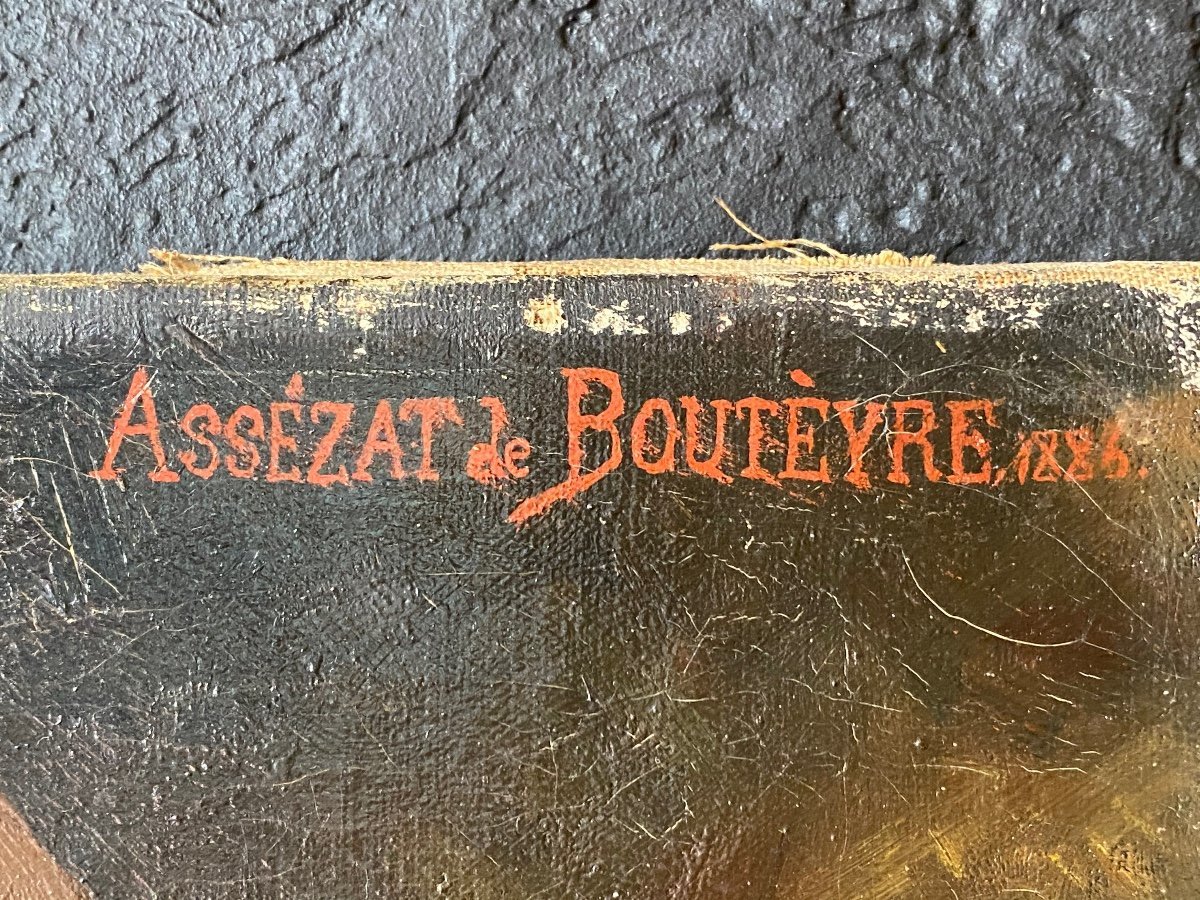 ASSÉZAT de BOUTÈYRE, 1886.